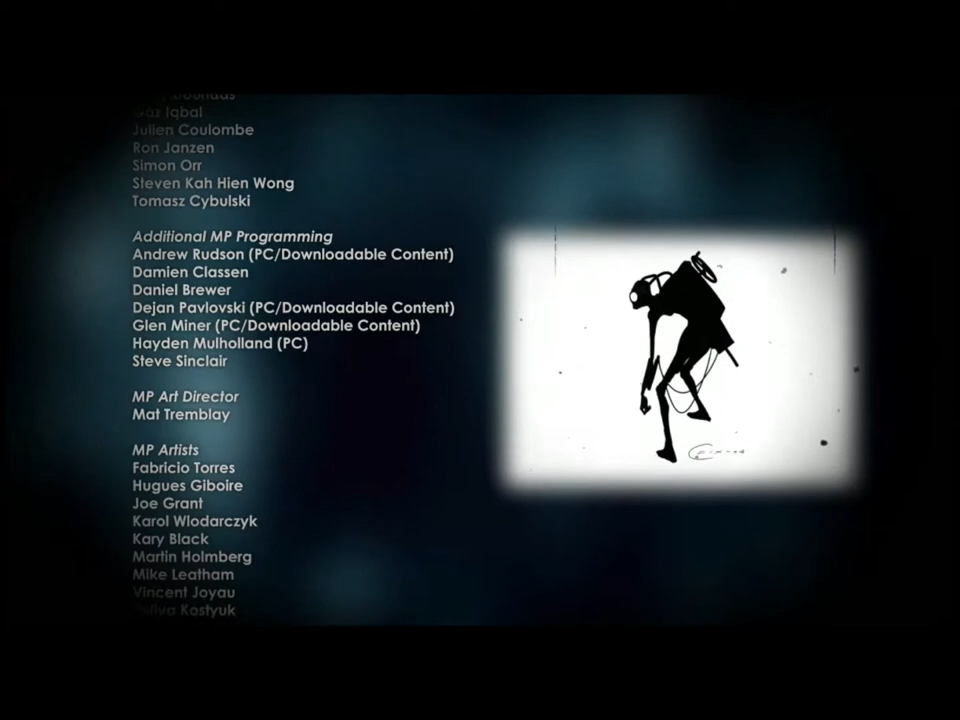 Iqbal
Julien Coulombe
Ron Janzen
Simon Orr
Steven Kah Hien Wong
Tomasz Cybulski
Additional MP Programming
Andrew Rudson (PC/Downloadable Content)
Damien Classen
Daniel Brewer
Dejan Pavlovski (PC/Downloadable Content)
Glen Miner (PC/Downloadable Content)
Hayden Mulholland (PC)
Steve Sinclair
MP Art Director
Mat Tremblay
MP Artists
Fabricio Torres
Hugues Giboire
Joe Grant
Karol Wlodarczyk
Kary Black
Martin Holmberg
Mike Leatham
Vincent Joyau
Kostyuk